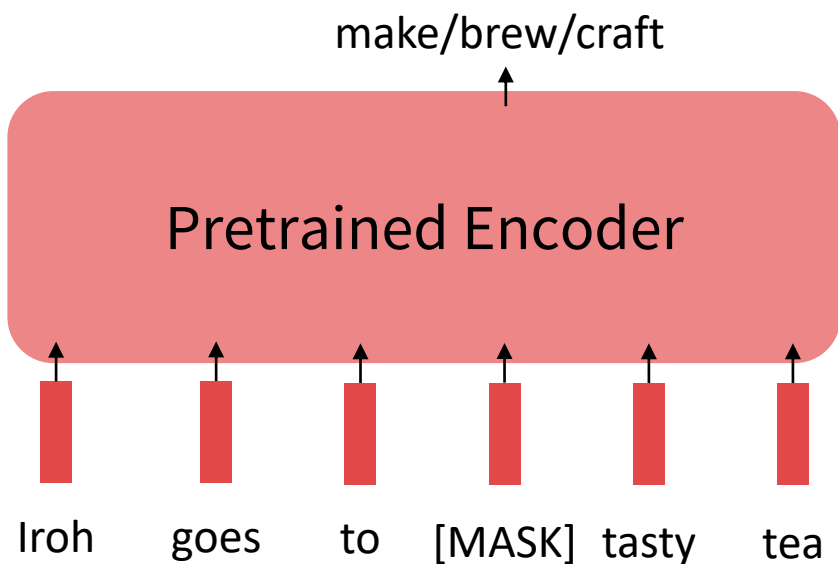 make/brew/craft
Pretrained Encoder
Iroh goes to [MASK] tasty tea